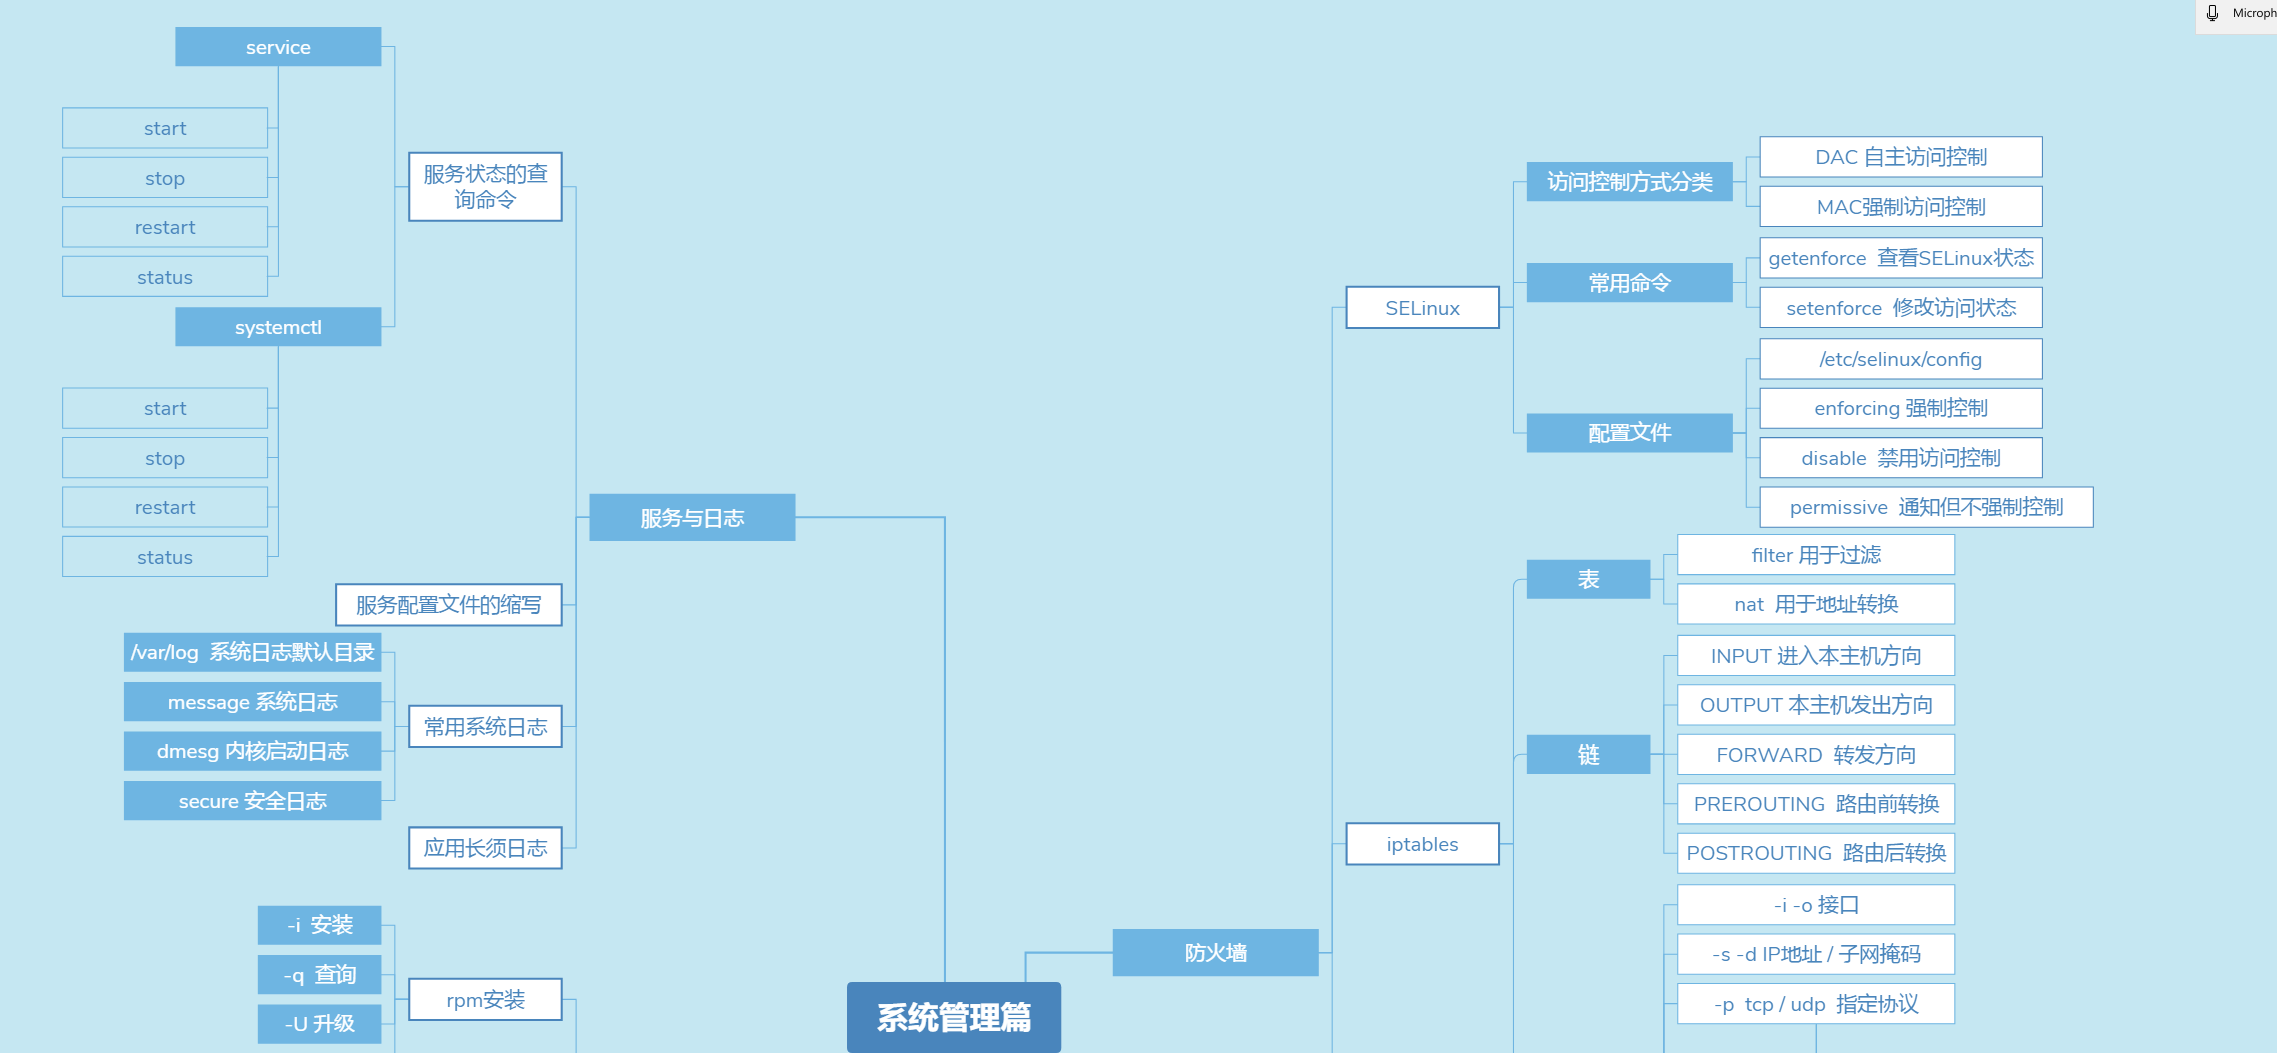 Microph
service
start
stop
restart
status
服务状态的查
询命令
systemctl
start
stop
restart
status
服务与日志
服务配置文件的缩写
/var/log 系统日志默认目录
message 系统日志
dmesg 内核启动日志
secure 安全日志
常用系统日志
应用长须日志
-i 安装
-q 查询
-U 升级
rpm安装
系统管理篇
防火墙
SELinux
访问控制方式分类
DAC 自主访问控制
MAC强制访问控制
常用命令
getenforce 查看SELinux状态
setenforce 修改访问状态
配置文件
/etc/selinux/config
enforcing 强制控制
disable 禁用访问控制
permissive 通知但不强制控制
iptables
表
filter 用于过滤
nat 用于地址转换
链
INPUT 进入本主机方向
OUTPUT 本主机发出方向
FORWARD 转发方向
PREROUTING 路由前转换
POSTROUTING 路由后转换
-i -o 接口
-s -d IP地址 / 子网掩码
-p tcp / udp 指定协议